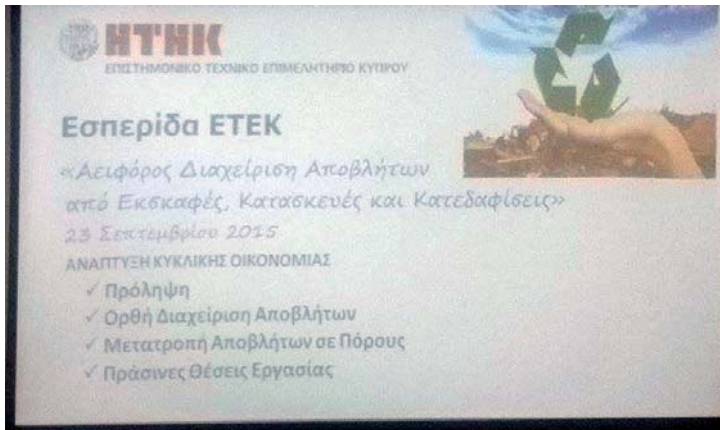 ΗΤΗΚ
ΕΠΙΣΤΗΜΟΝΙΚΟ ΤΕΧΝΙΚΟ ΕΠΙΜΕΛΗΤΗΡΙΟ ΚΥΠΡΟΥ
Εσπερίδα ΕΤΕΚ
«Αειφόρος Διαχείριση Αποβλήτων
από Εκσκαφές, Κατασκευές και Κατεδαφίσεις»
23 Σεπτεμβρίου 2015
ΑΝΑΠΤΥΞΗ ΚΥΚΛΙΚΗΣ ΟΙΚΟΝΟΜΙΑΣ
✓ Πρόληψη
✓ Ορθή Διαχείριση Αποβλήτων
✓ Μετατροπή Αποβλήτων σε Πόρους
✓ Πράσινες Θέσεις Εργασίας